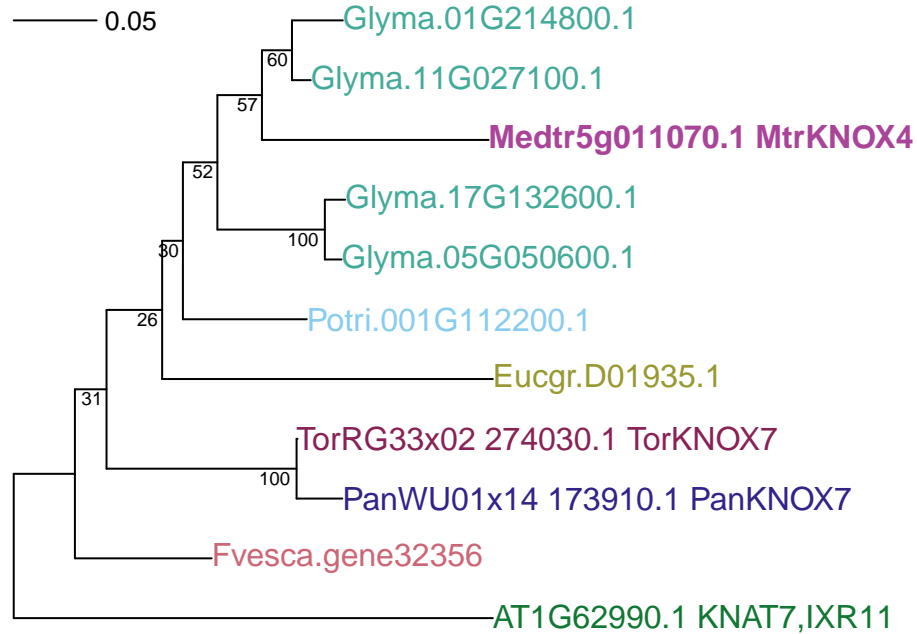 0.05
Glyma.01G214800.1
60
Glyma.11G027100.1
57
Medtr5g011070.1 MtrKNOX4
52
Glyma.17G132600.1
100
Glyma.05G050600.1
30
Potri.001G112200.1
26
Eucgr.D01935.1
31
TorRG33x02 274030.1 TorKNOX7
100
PanWU01x14 173910.1 PanKNOX7
Fvesca.gene32356
AT1G62990.1 KNAT7,IXR11